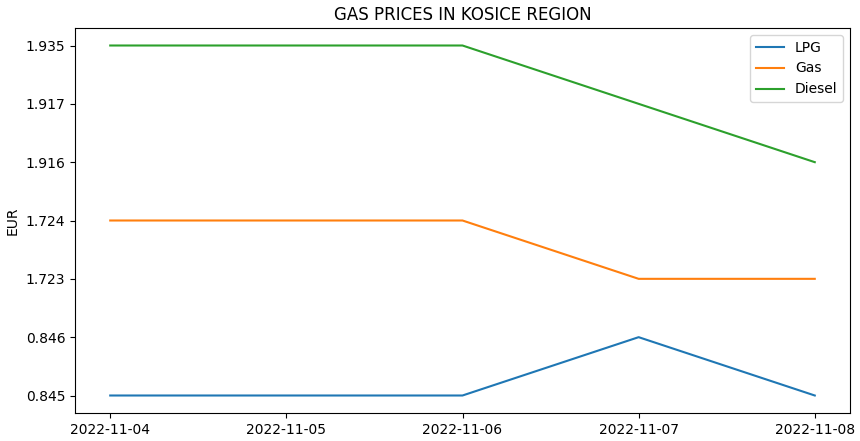 GAS PRICES IN KOSICE REGION
LPG
Gas
Diesel
EUR
1.935
1.917
1.916
1.724
1.723
0.846
0.845
2022-11-04 2022-11-05 2022-11-06 2022-11-07 2022-11-08